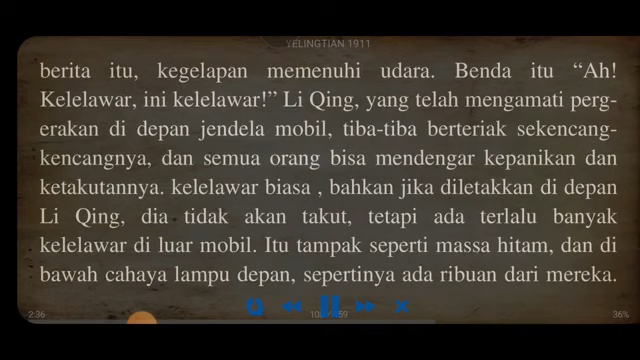 YELINGTIAN 1911
berita itu, kegelapan memenuhi udara. Benda itu “Ah!
Kelelawar, ini kelelawar!” Li Qing, yang telah mengamati perg-
erakan di depan jendela mobil, tiba-tiba berteriak sekencang-
kencangnya, dan semua orang bisa mendengar kepanikan dan
ketakutannya. kelelawar biasa , bahkan jika diletakkan di depan
Li Qing, dia tidak akan takut, tetapi ada terlalu banyak
kelelawar di luar mobil. Itu tampak seperti massa hitam, dan di
bawah cahaya lampu depan, sepertinya ada ribuan dari mereka.
2:36
36%